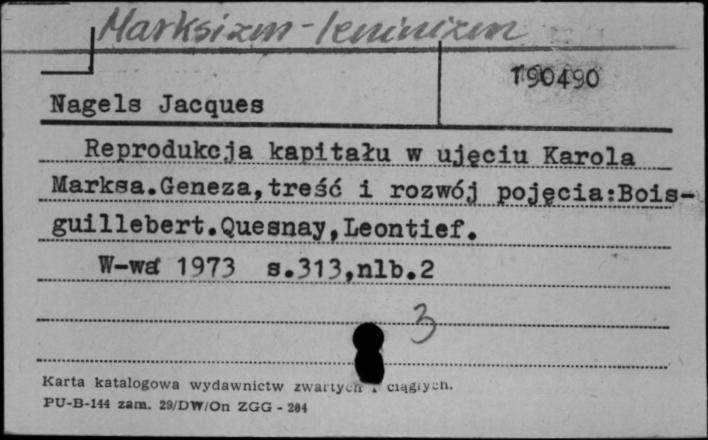 Marksizm-leninizm
190490
Nagels Jacques
Reprodukcja kapitału w ujęciu Karola
Marksa.Geneza,treść i rozwój pojęcia:Bois-
guillebert.Quesnay,Leontief.
W-wa 1973 s.313,nlb.2
3
Karta katalogowa wydawnictw zwartych i ciągłych.
PU-B-144 zam. 29/DW/On ZGG - 284